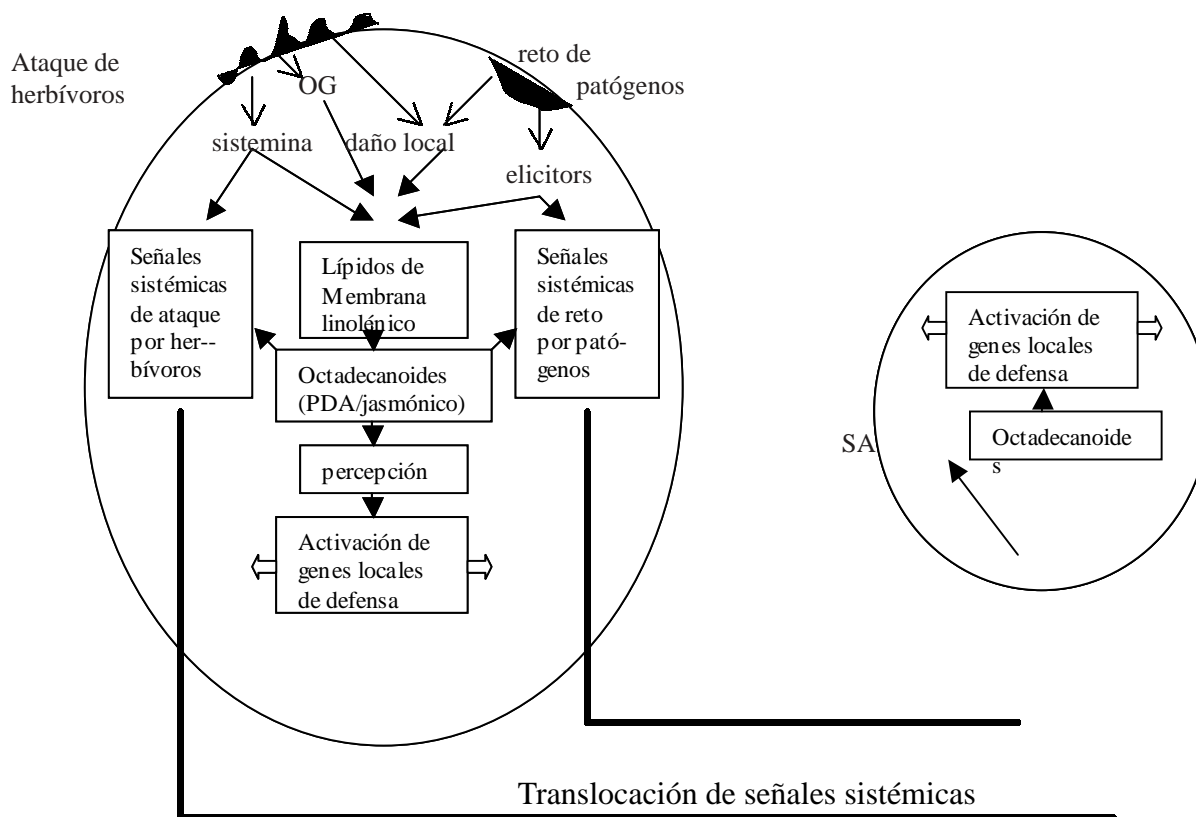 Ataque de
herbívoros
reto de
patógenos
OG
sistemina
daño local
elicitors
Señales
sistémicas
de ataque
por her--
bívoros
Lípidos de
Membrana
linolénico
Señales
sistémicas
de reto
por pató-
genos
Octadecanoides
(PDA/jasmónico)
percepción
Activación de
genes locales
de defensa
Activación de
genes locales
de defensa
SA
Octadecanoide
s
Translocación de señales sistémicas